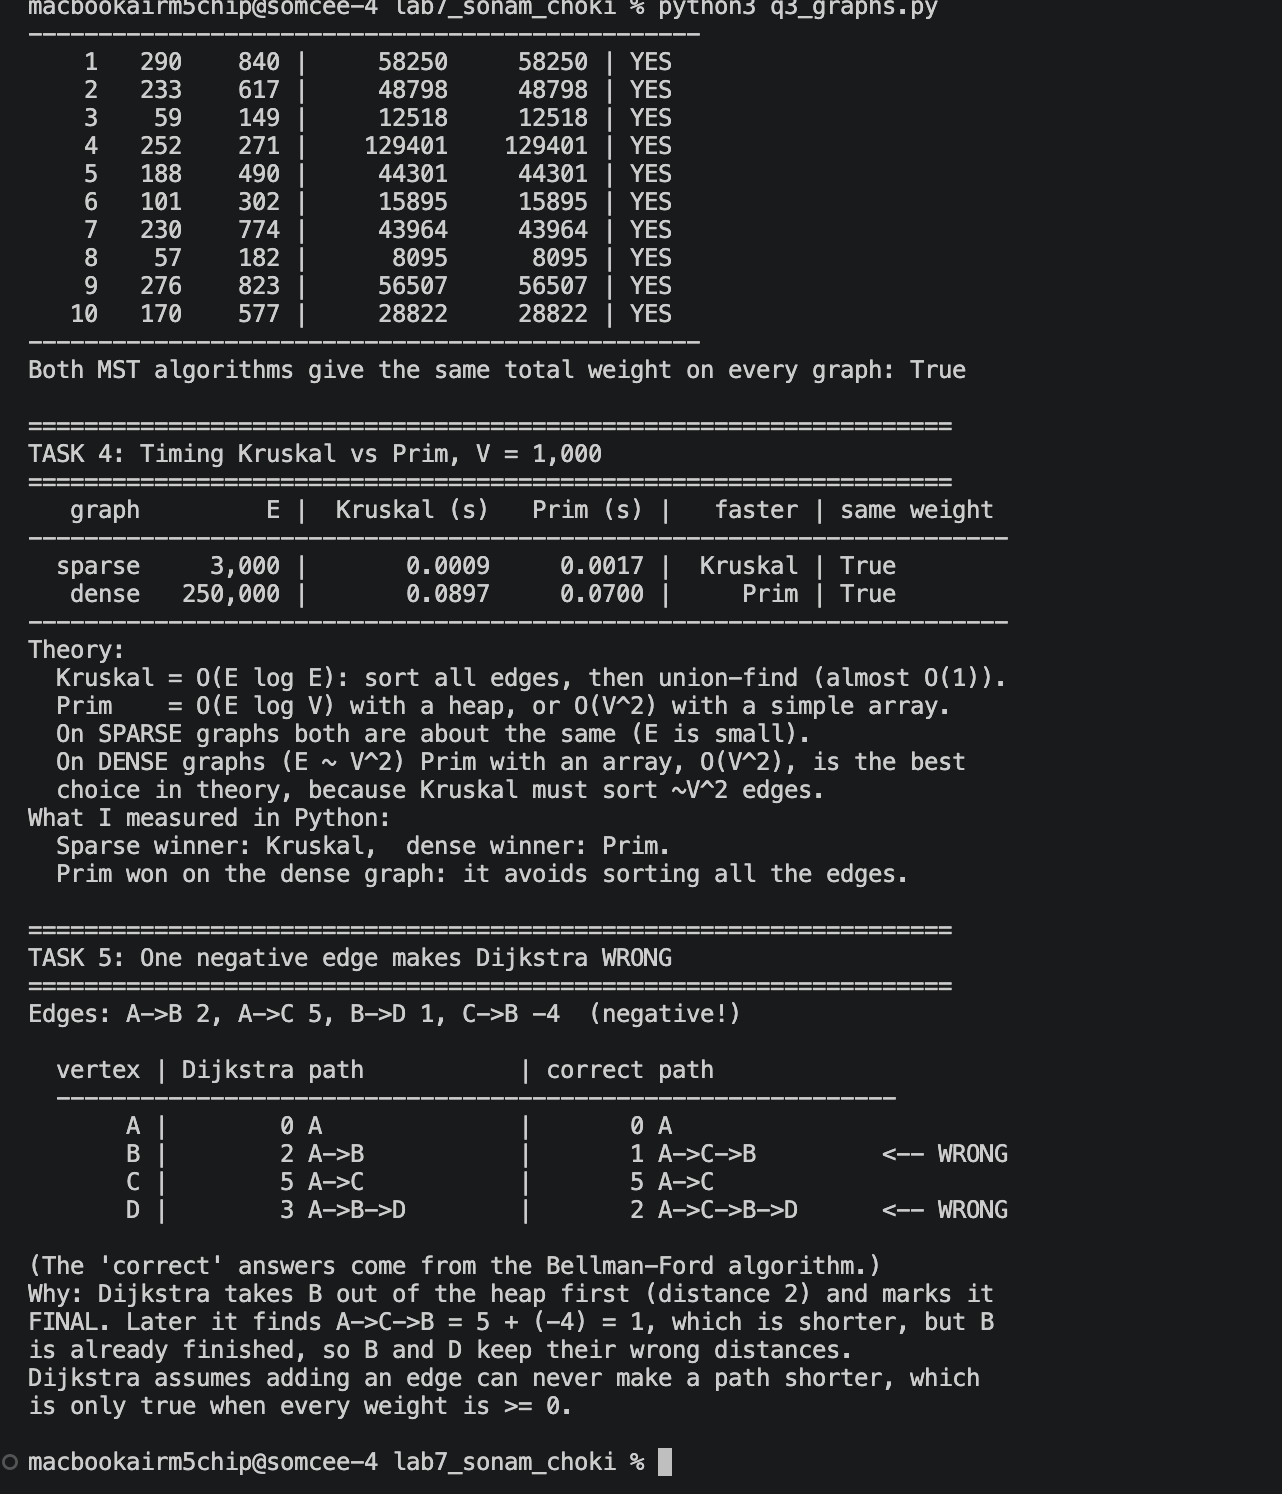 macbookairm5chip@somcee-4 lab7_sonam_choki % python3 q3_graphs.py
------------------------------------------------
    1   290    840 |     58250     58250 | YES
    2   233    617 |     48798     48798 | YES
    3    59    149 |     12518     12518 | YES
    4   252    271 |    129401    129401 | YES
    5   188    490 |     44301     44301 | YES
    6   101    302 |     15895     15895 | YES
    7   230    774 |     43964     43964 | YES
    8    57    182 |      8095      8095 | YES
    9   276    823 |     56507     56507 | YES
   10   170    577 |     28822     28822 | YES
------------------------------------------------
Both MST algorithms give the same total weight on every graph: True
==================================================================
TASK 4: Timing Kruskal vs Prim, V = 1,000
==================================================================
   graph         E |  Kruskal (s)   Prim (s) |   faster | same weight
----------------------------------------------------------------------
  sparse     3,000 |       0.0009     0.0017 |  Kruskal | True
   dense   250,000 |       0.0897     0.0700 |     Prim | True
----------------------------------------------------------------------
Theory:
  Kruskal = O(E log E): sort all edges, then union-find (almost O(1)).
  Prim    = O(E log V) with a heap, or O(V^2) with a simple array.
  On SPARSE graphs both are about the same (E is small).
  On DENSE graphs (E ~ V^2) Prim with an array, O(V^2), is the best
  choice in theory, because Kruskal must sort ~V^2 edges.
What I measured in Python:
  Sparse winner: Kruskal,  dense winner: Prim.
  Prim won on the dense graph: it avoids sorting all the edges.
==================================================================
TASK 5: One negative edge makes Dijkstra WRONG
==================================================================
Edges: A->B 2, A->C 5, B->D 1, C->B -4  (negative!)
  vertex | Dijkstra path           | correct path
  ------------------------------------------------------------
       A |        0 A              |       0 A
       B |        2 A->B           |       1 A->C->B         <-- WRONG
       C |        5 A->C           |       5 A->C
       D |        3 A->B->D        |       2 A->C->B->D      <-- WRONG
(The 'correct' answers come from the Bellman-Ford algorithm.)
Why: Dijkstra takes B out of the heap first (distance 2) and marks it
FINAL. Later it finds A->C->B = 5 + (-4) = 1, which is shorter, but B
is already finished, so B and D keep their wrong distances.
Dijkstra assumes adding an edge can never make a path shorter, which
is only true when every weight is >= 0.
macbookairm5chip@somcee-4 lab7_sonam_choki %